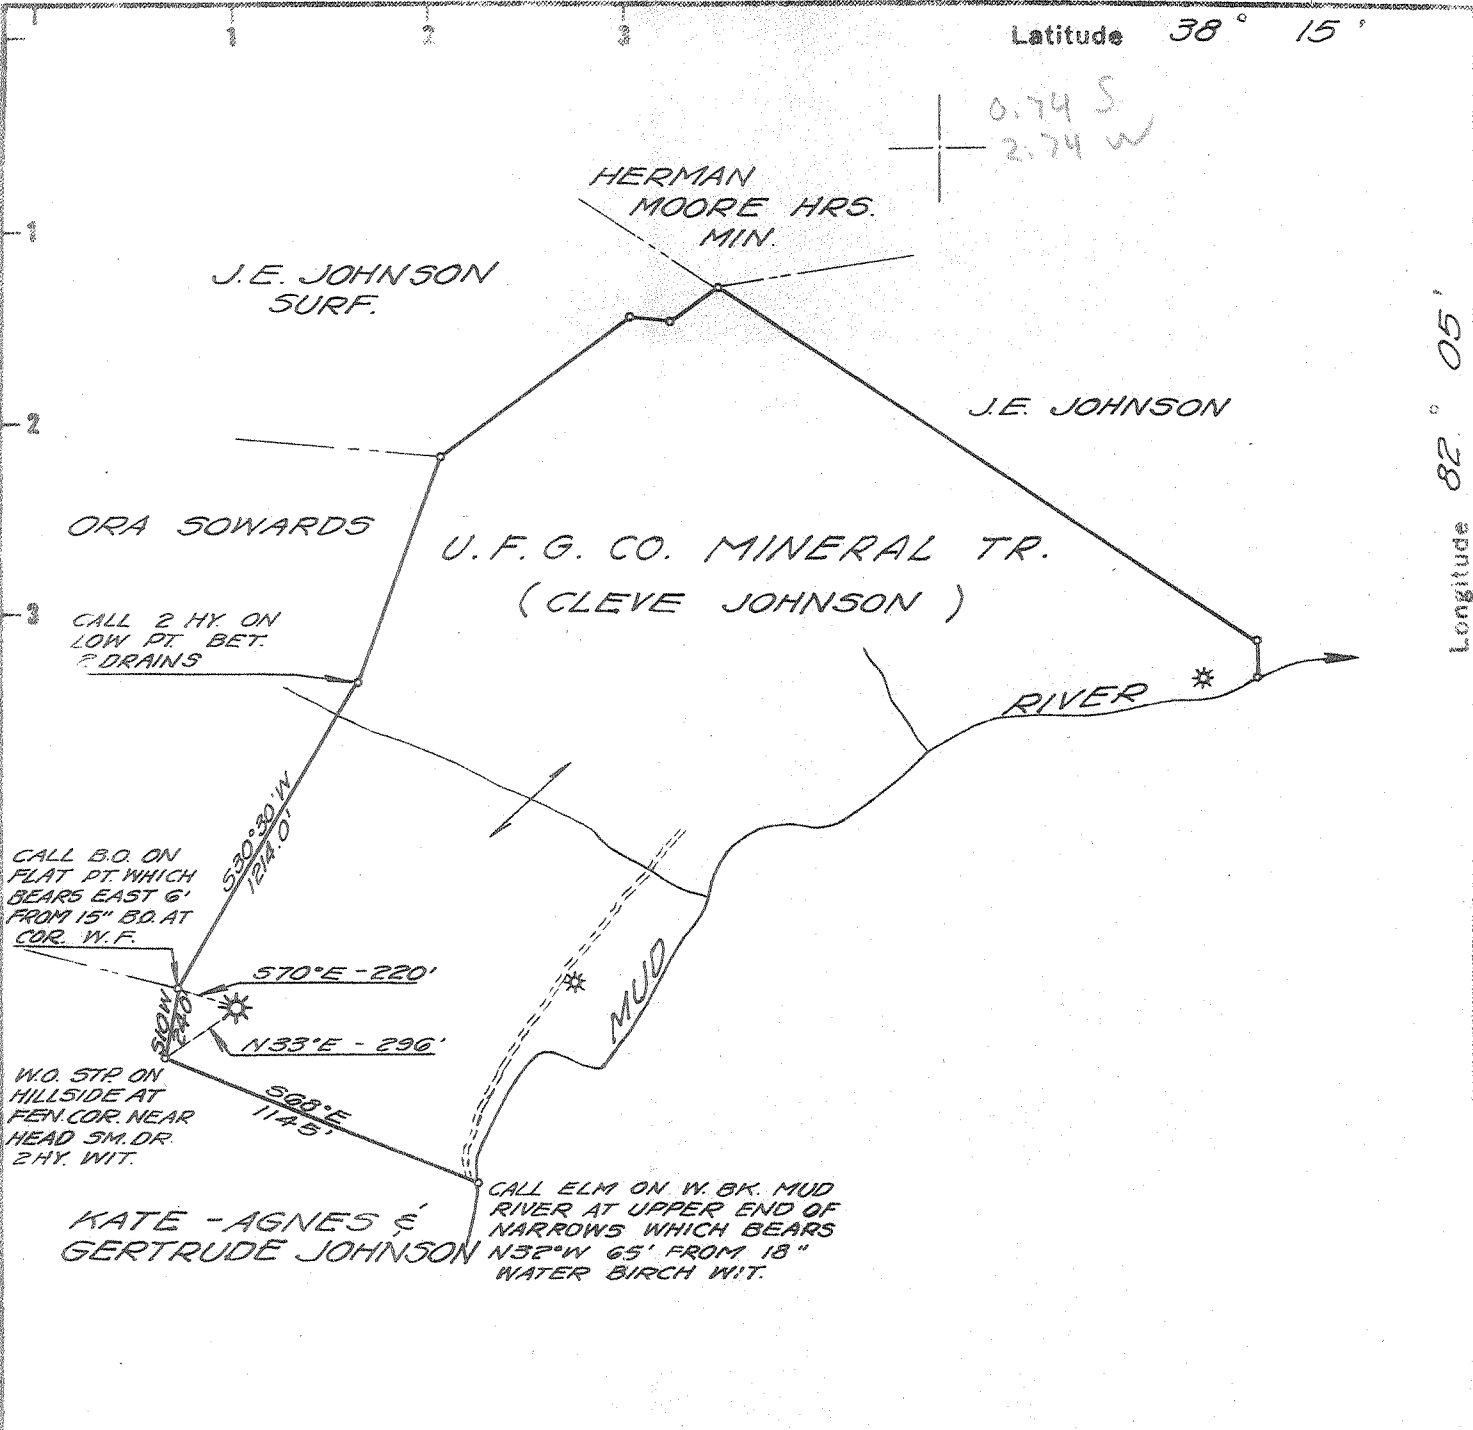 1 2 3
Latitude 38° 15'
0.74 S
2.74 W
HERMAN
MOORE HRS.
MIN.
1
J.E. JOHNSON
SURF.
Longitude 82° 05'
J.E. JOHNSON
2
ORA SOWARDS
U.F.G. CO. MINERAL TR.
(CLEVE JOHNSON)
3
CALL 2 HY. ON
LOW PT. BET.
2 DRAINS
RIVER
S30°30'W
1214.0'
CALL B.O. ON
FLAT PT. WHICH
BEARS EAST 6'
FROM 15" B.O. AT
COR. W.F.
S70°E - 220'
MUD
S10W
240'
N33°E - 296'
W.O. STP. ON
HILLSIDE AT
FEN. COR. NEAR
HEAD SM. DR.
2 HY. WIT.
S68°E
1145'
CALL ELM ON W. BK. MUD
RIVER AT UPPER END OF
NARROWS WHICH BEARS
N32°W 65' FROM 18"
WATER BIRCH WIT.
KATE - AGNES &
GERTRUDE JOHNSON